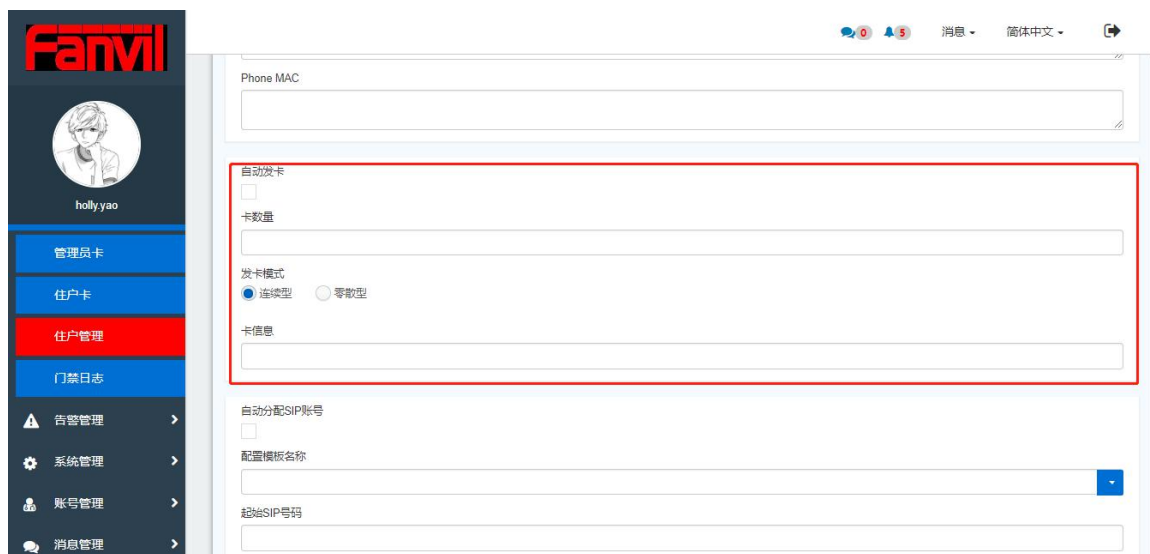 Fanvil
0
5
消息
简体中文
holly.yao
管理员卡
住户卡
住户管理
门禁日志
告警管理
系统管理
账号管理
消息管理
Phone MAC
自动发卡
卡数量
发卡模式
连续型 零散型
卡信息
自动分配SIP账号
配置模板名称
起始SIP号码